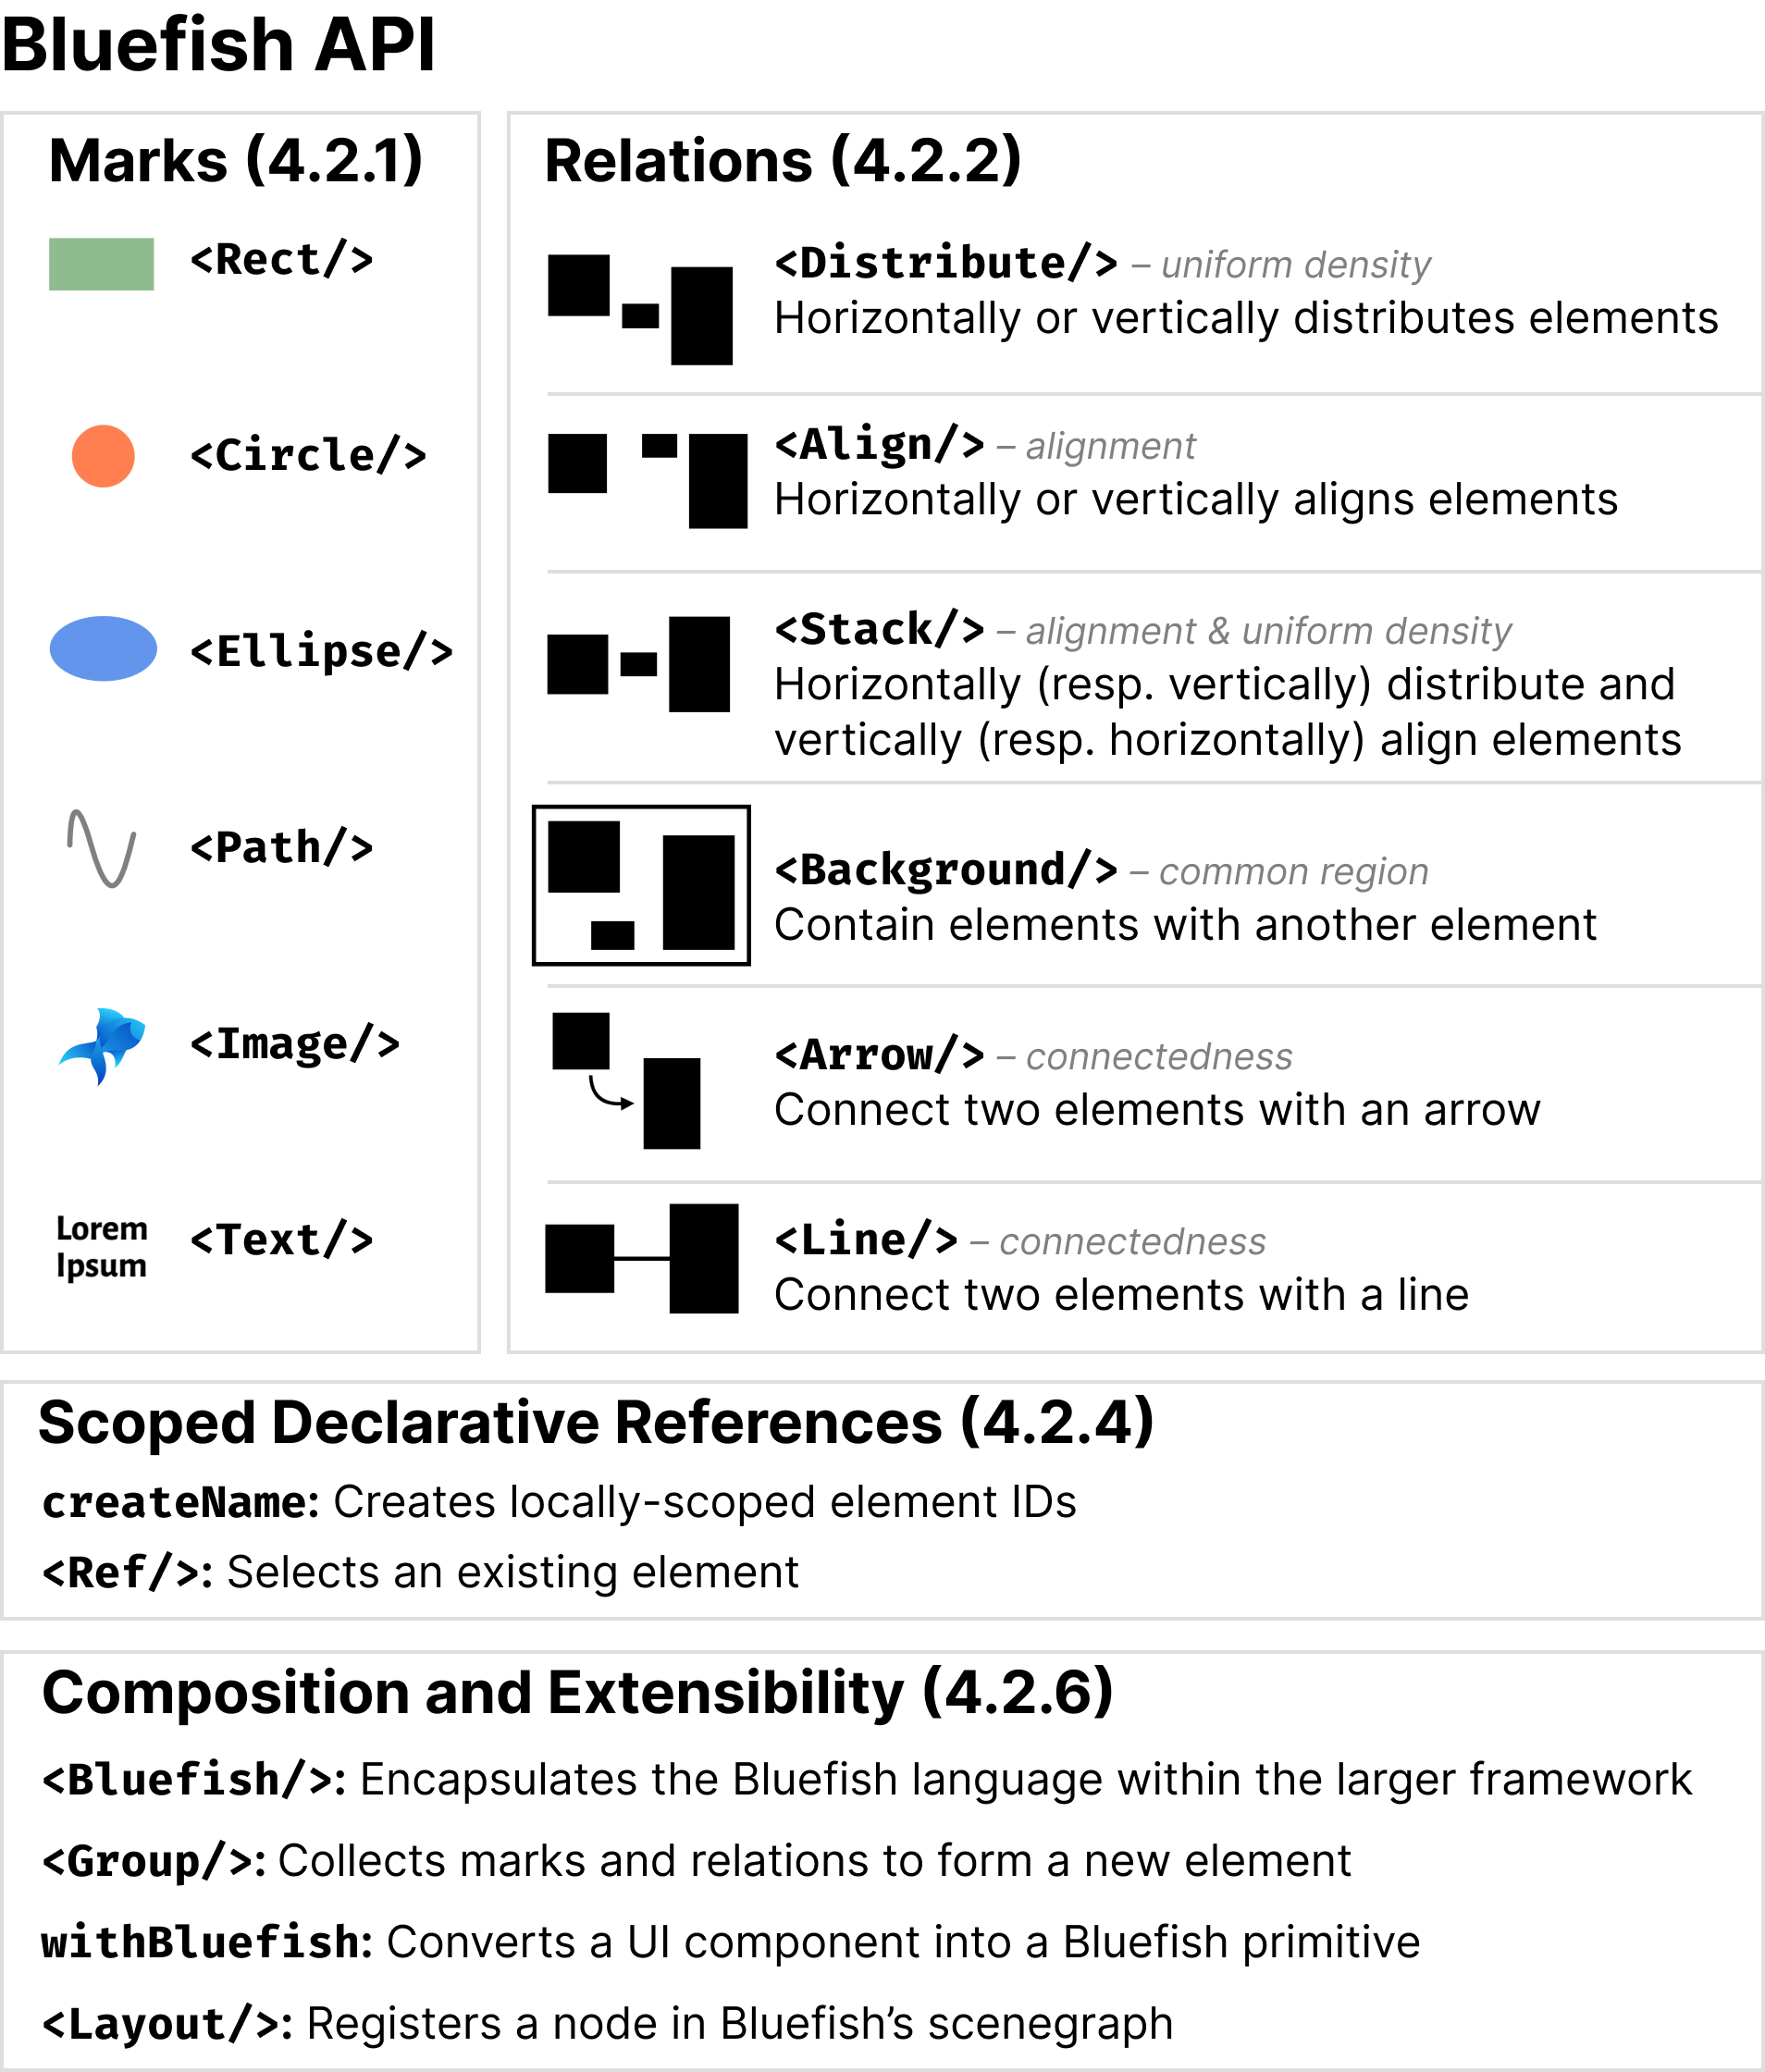 Bluefish API
Marks (4.2.1)
<Rect/>
<Circle/>
<Ellipse/>
<Path/>
<Image/>
Lorem
Ipsum
<Text/>
Relations (4.2.2)
<Distribute/> – uniform density
Horizontally or vertically distributes elements
<Align/> – alignment
Horizontally or vertically aligns elements
<Stack/> – alignment & uniform density
Horizontally (resp. vertically) distribute and
vertically (resp. horizontally) align elements
<Background/> – common region
Contain elements with another element
<Arrow/> – connectedness
Connect two elements with an arrow
<Line/> – connectedness
Connect two elements with a line
Scoped Declarative References (4.2.4)
createName: Creates locally-scoped element IDs
<Ref/>: Selects an existing element
Composition and Extensibility (4.2.6)
<Bluefish/>: Encapsulates the Bluefish language within the larger framework
<Group/>: Collects marks and relations to form a new element
withBluefish: Converts a UI component into a Bluefish primitive
<Layout/>: Registers a node in Bluefish’s scenegraph